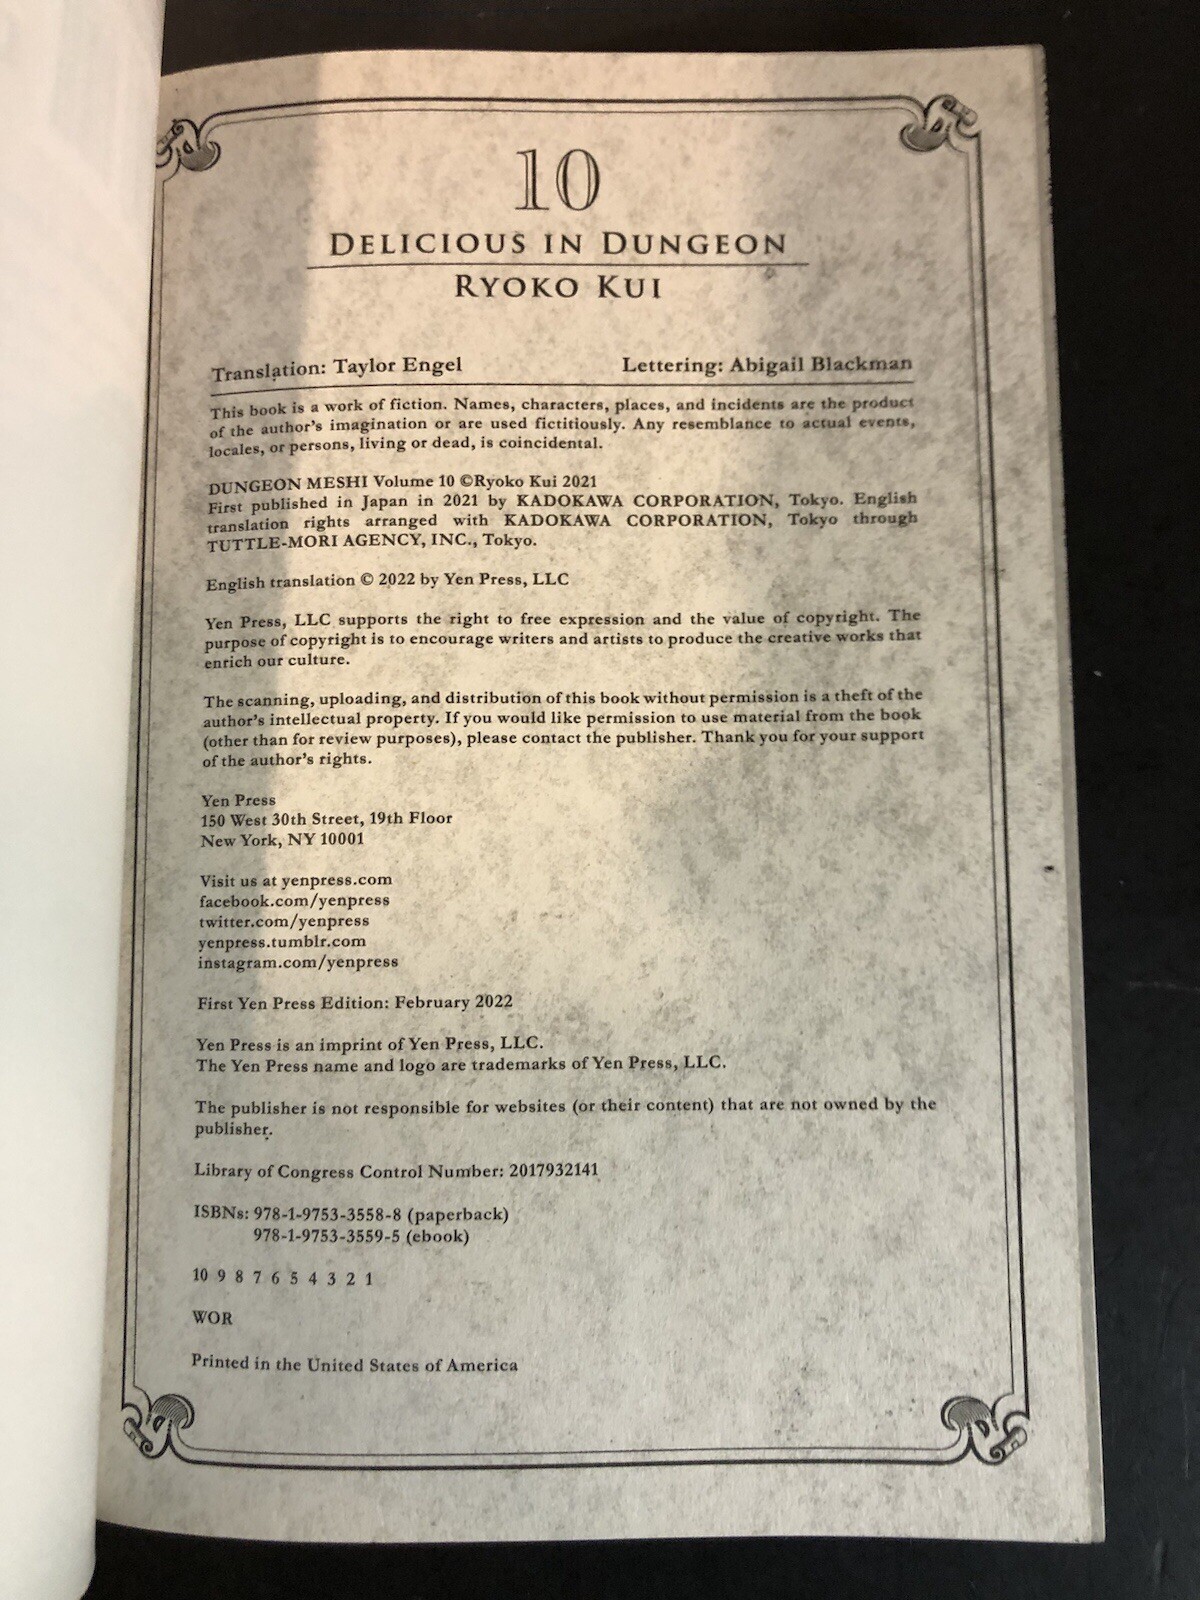 10
DELICIOUS IN DUNGEON
RYOKO KUI
Translation: Taylor Engel Lettering: Abigail Blackman
This book is a work of fiction. Names, characters, places, and incidents are the product
of the author's imagination or are used fictitiously. Any resemblance to actual events,
locales, or persons, living or dead, is coincidental.
DUNGEON MESHI Volume 10 ©Ryoko Kui 2021
First published in Japan in 2021 by KADOKAWA CORPORATION, Tokyo. English
translation rights arranged with KADOKAWA CORPORATION, Tokyo through
TUTTLE-MORI AGENCY, INC., Tokyo.
English translation © 2022 by Yen Press, LLC
Yen Press, LLC supports the right to free expression and the value of copyright. The
purpose of copyright is to encourage writers and artists to produce the creative works that
enrich our culture.
The scanning, uploading, and distribution of this book without permission is a theft of the
author's intellectual property. If you would like permission to use material from the book
(other than for review purposes), please contact the publisher. Thank you for your support
of the author's rights.
Yen Press
150 West 30th Street, 19th Floor
New York, NY 10001
Visit us at yenpress.com
facebook.com/yenpress
twitter.com/yenpress
yenpress.tumblr.com
instagram.com/yenpress
First Yen Press Edition: February 2022
Yen Press is an imprint of Yen Press, LLC.
The Yen Press name and logo are trademarks of Yen Press, LLC.
The publisher is not responsible for websites (or their content) that are not owned by the
publisher.
Library of Congress Control Number: 2017932141
ISBNs: 978-1-9753-3558-8 (paperback)
978-1-9753-3559-5 (ebook)
10 9 8 7 6 5 4 3 2 1
WOR
Printed in the United States of America